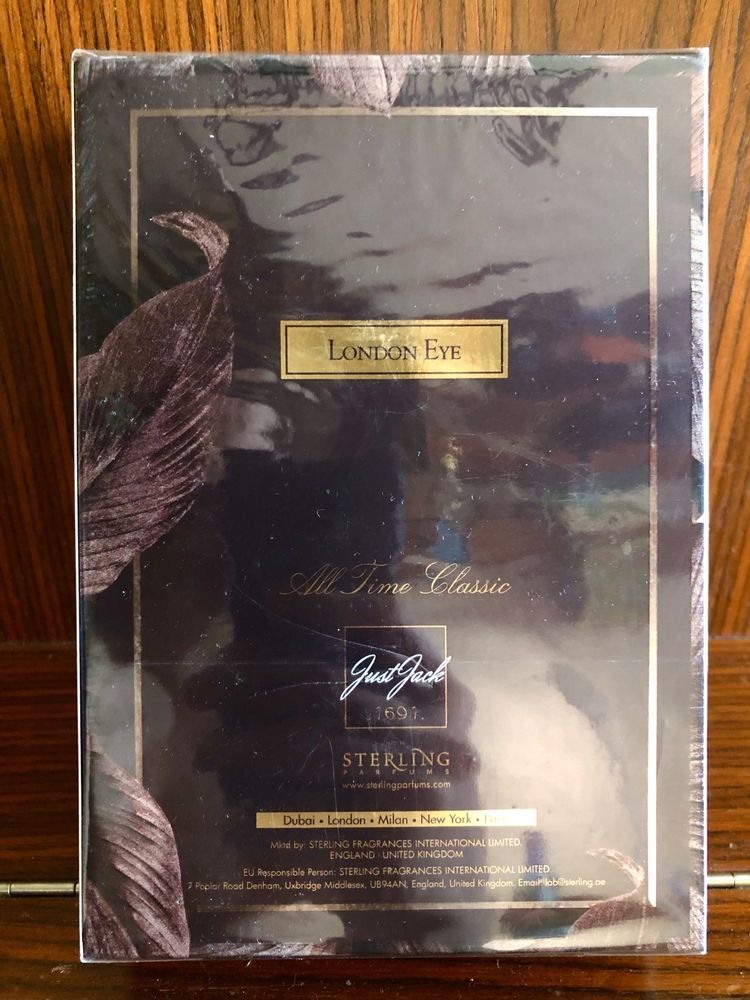 LONDON EYE
All Time Classic
Just Jack
1691
STERLING
PARFUMS
www.sterlingparfums.com
Dubai • London • Milan • New York •
Mktd by: STERLING FRAGRANCES INTERNATIONAL LIMITED.
ENGLAND UNITED KINGDOM
EU Responsible Person: STERLING FRAGRANCES INTERNATIONAL LIMITED
7 Poplar Road Denham, Uxbridge Middlesex, UB94AN, England, United Kingdom. Email: lab@sterling.ae